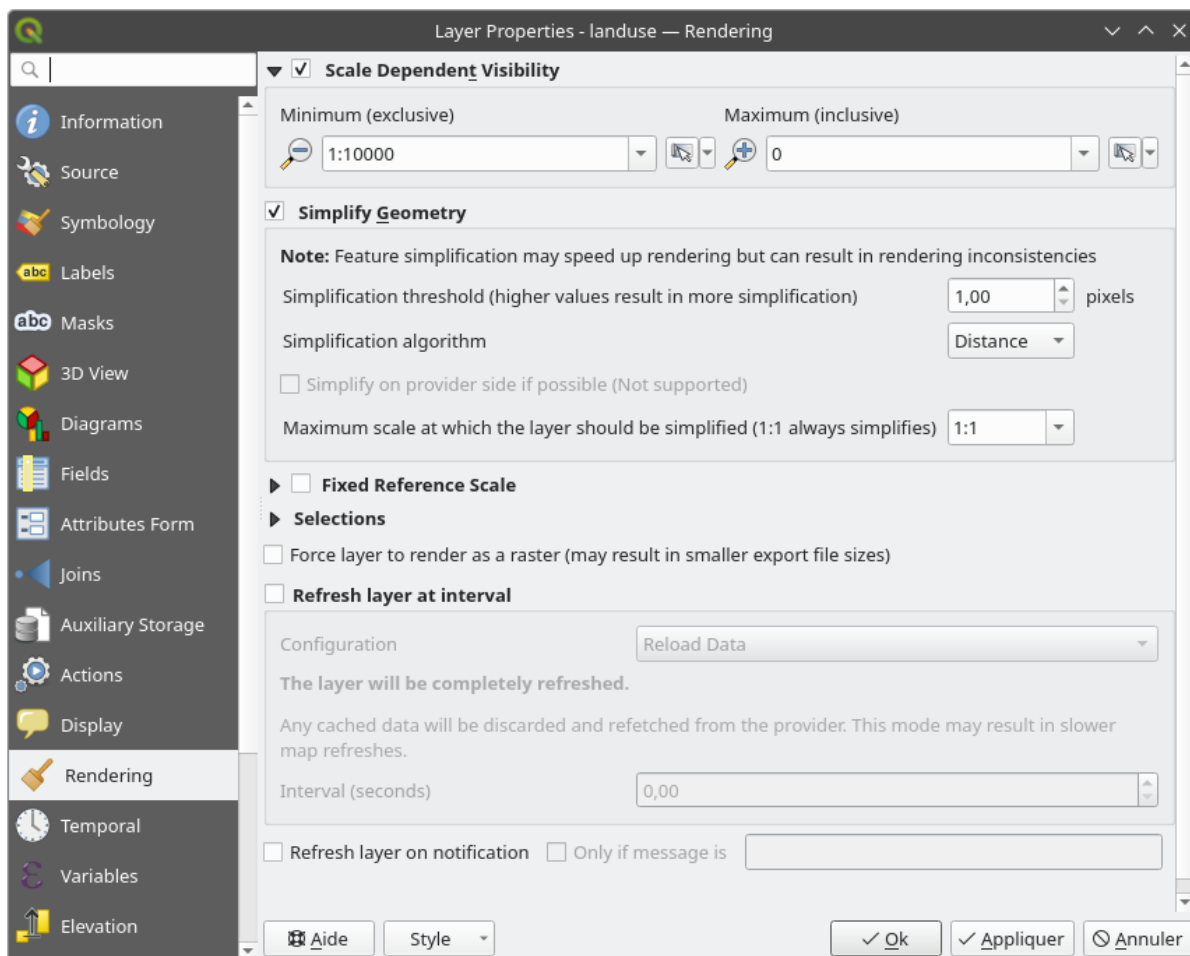 Layer Properties - landuse — Rendering
Information
Source
Symbology
abc Labels
abc Masks
3D View
Diagrams
Fields
Attributes Form
Joins
Auxiliary Storage
Actions
Display
Rendering
Temporal
Variables
Elevation
Scale Dependent Visibility
Minimum (exclusive) Maximum (inclusive)
1:10000 0
Simplify Geometry
Note: Feature simplification may speed up rendering but can result in rendering inconsistencies
Simplification threshold (higher values result in more simplification) 1,00 pixels
Simplification algorithm Distance
Simplify on provider side if possible (Not supported)
Maximum scale at which the layer should be simplified (1:1 always simplifies) 1:1
Fixed Reference Scale
Selections
Force layer to render as a raster (may result in smaller export file sizes)
Refresh layer at interval
Configuration Reload Data
The layer will be completely refreshed.
Any cached data will be discarded and refetched from the provider. This mode may result in slower
map refreshes.
Interval (seconds) 0,00
Refresh layer on notification Only if message is
Aide Style Ok Appliquer Annuler